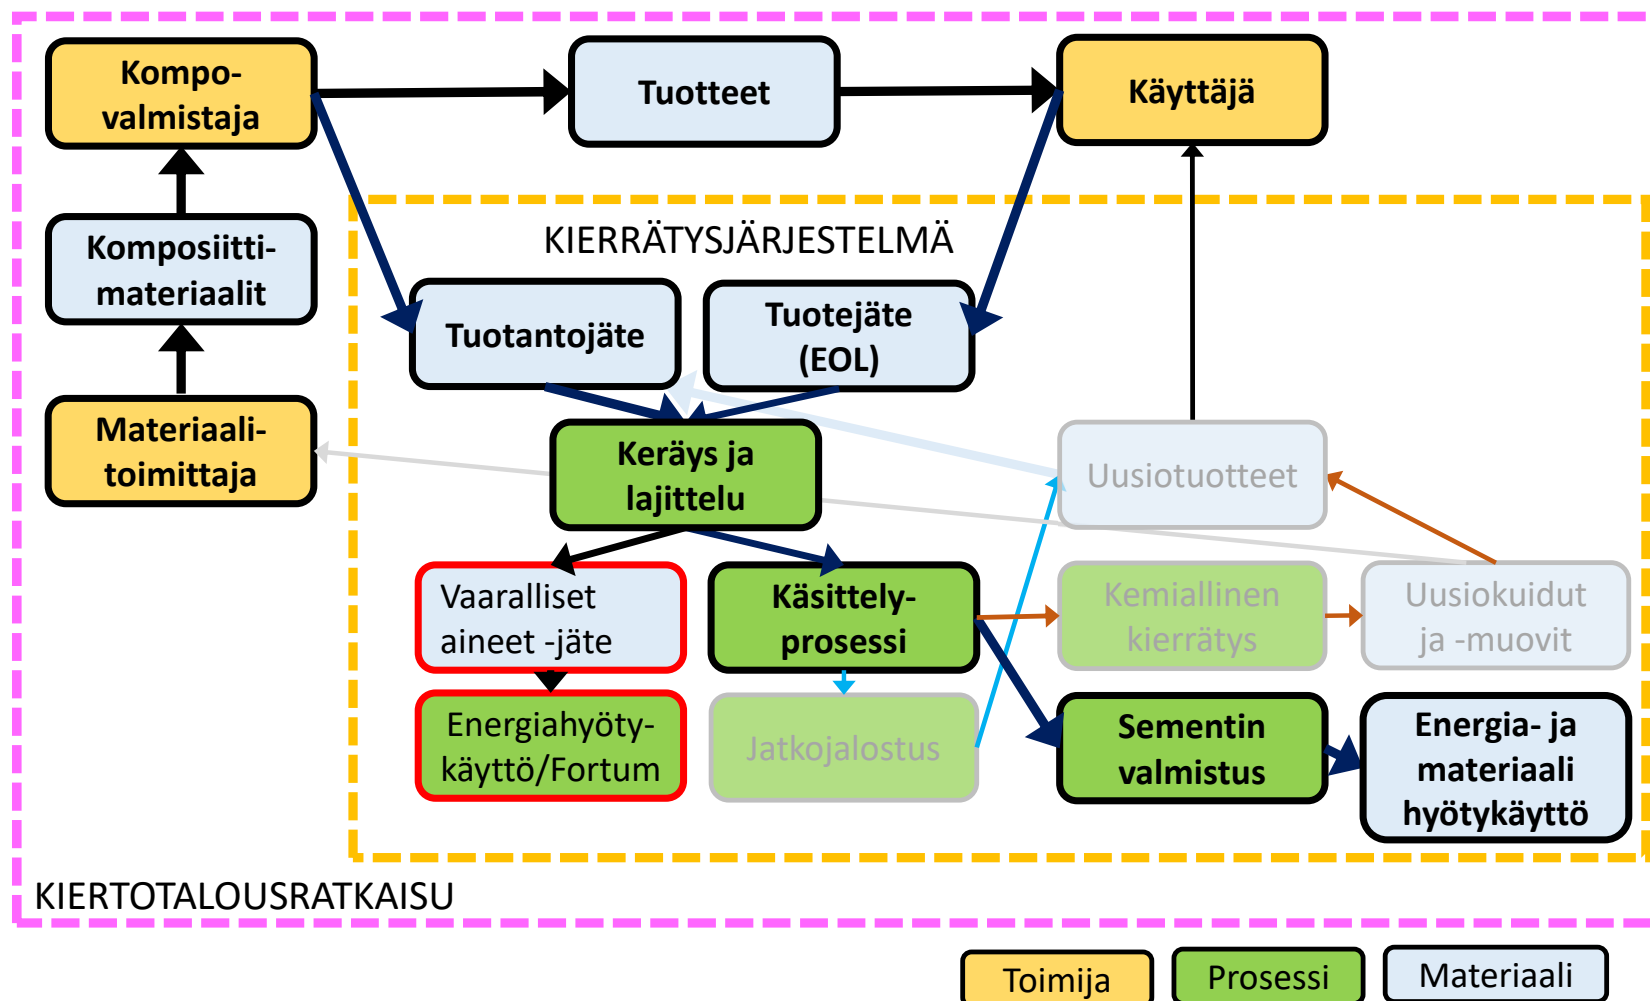 Kompo-
valmistaja
Tuotteet
Käyttäjä
Komposiitti-
materiaalit
KIERRÄTYSJÄRJESTELMÄ
Tuotantojäte
Tuotejäte
(EOL)
Materiaali-
toimittaja
Keräys ja
lajittelu
Uusiotuotteet
Vaaralliset
aineet -jäte
Käsittely-
prosessi
Kemiallinen
kierrätys
Uusiokuidut
ja -muovit
Energiahyöty-
käyttö/Fortum
Jatkojalostus
Sementin
valmistus
Energia- ja
materiaali
hyötykäyttö
KIERTOTALOUSRATKAISU
Toimija
Prosessi
Materiaali